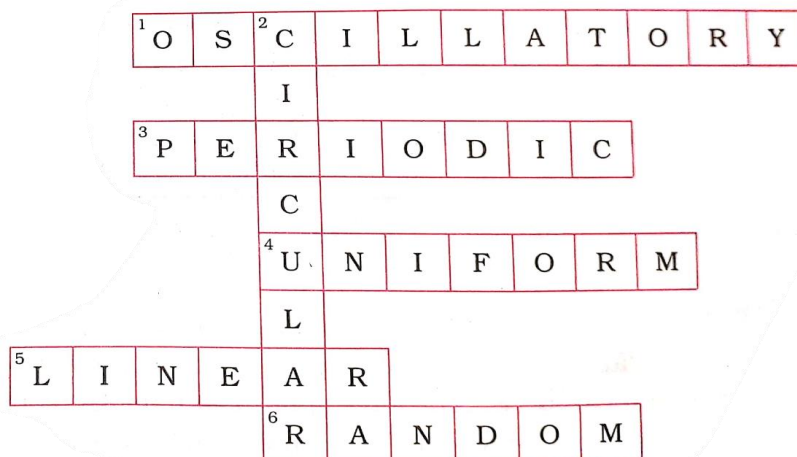 1 O S 2 C I L L A T O R Y
I
3 P E R I O D I C
C
4 U N I F O R M
L
5 L I N E A R
6 R A N D O M